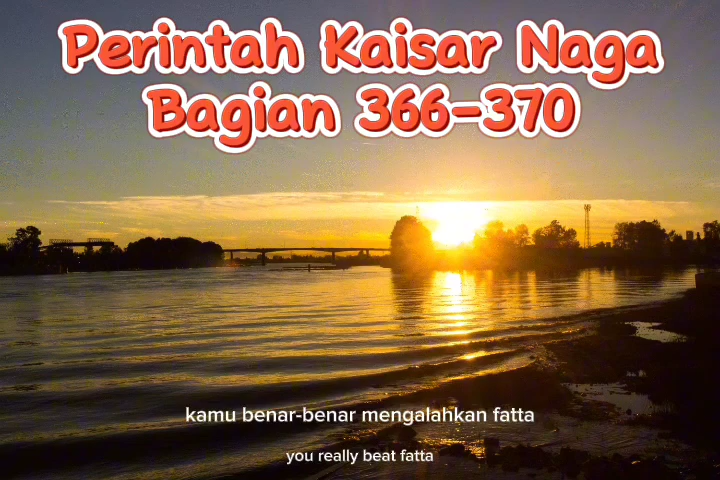 Perintah Kaisar Naga
Bagian 366-370
kamu benar-benar mengalahkan fatta
you really beat fatta